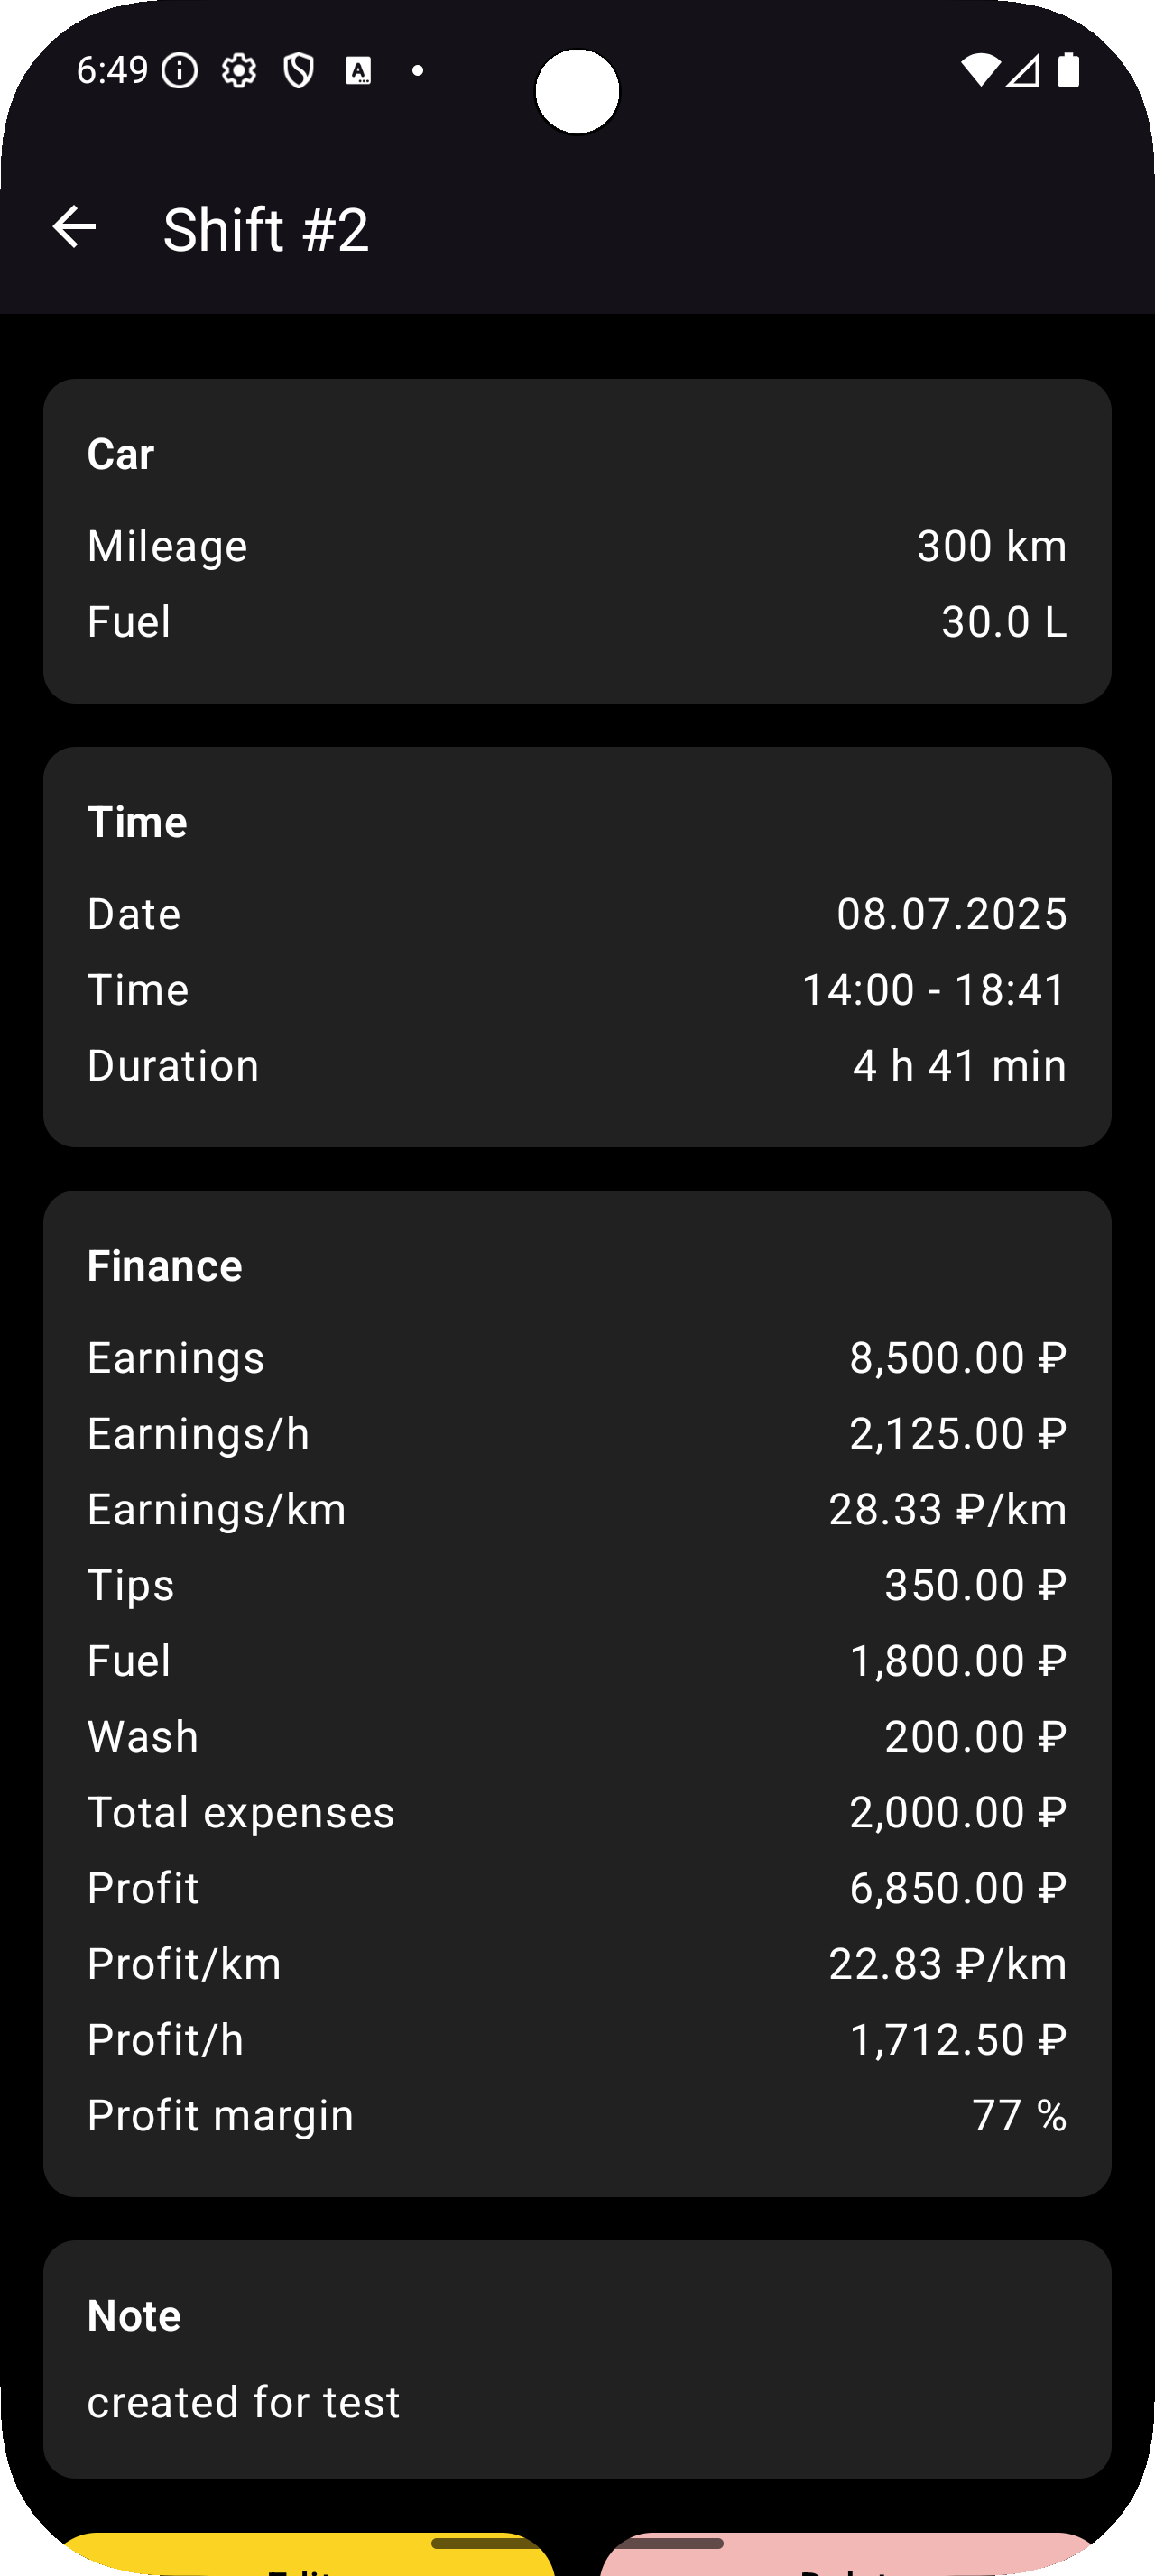 6:49
Shift #2
Car
Mileage 300 km
Fuel 30.0 L
Time
Date 08.07.2025
Time 14:00 - 18:41
Duration 4 h 41 min
Finance
Earnings 8,500.00 ₽
Earnings/h 2,125.00 ₽
Earnings/km 28.33 ₽/km
Tips 350.00 ₽
Fuel 1,800.00 ₽
Wash 200.00 ₽
Total expenses 2,000.00 ₽
Profit 6,850.00 ₽
Profit/km 22.83 ₽/km
Profit/h 1,712.50 ₽
Profit margin 77 %
Note
created for test